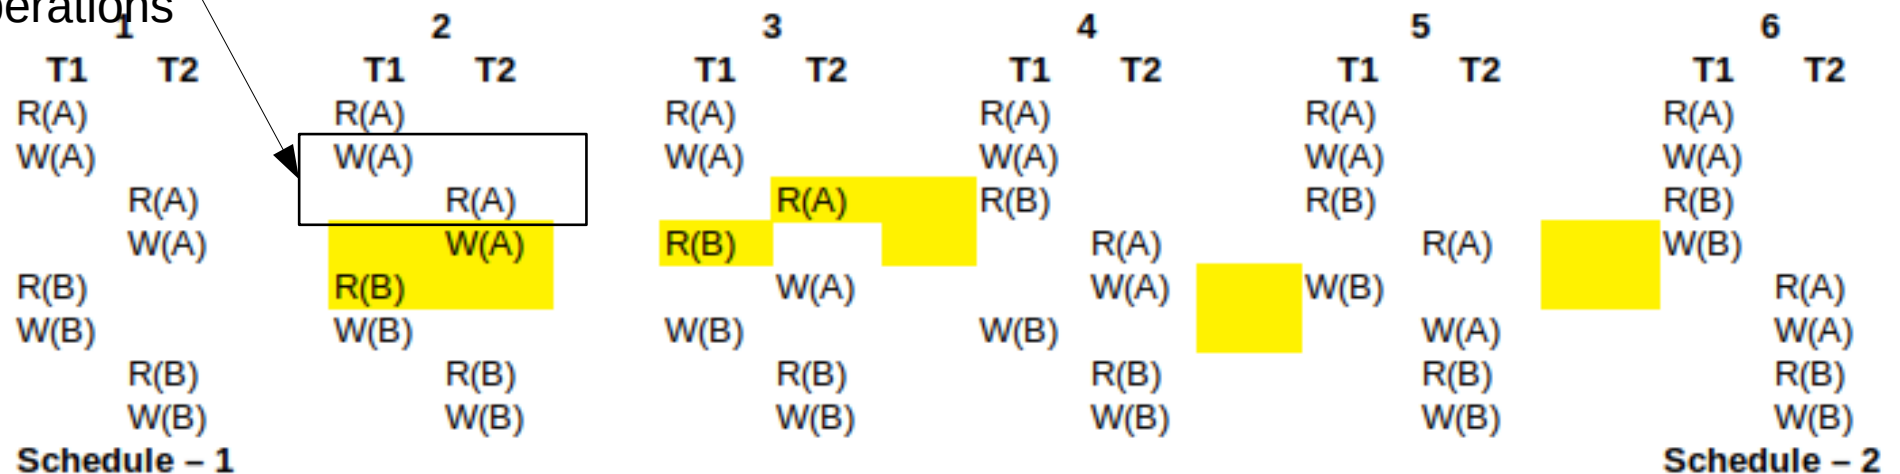 perations
1 2 3 4 5 6
T1 T2 T1 T2 T1 T2 T1 T2 T1 T2 T1 T2
R(A) R(A) R(A) R(A) R(A) R(A)
W(A) W(A) W(A) W(A) W(A) W(A)
R(A) R(A) R(A) R(B) R(B) R(B)
W(A) W(A) R(B) R(A) R(A) W(B)
R(B) R(B) W(A) W(A) W(B) R(A)
W(B) W(B) W(B) W(B) W(A) W(A)
R(B) R(B) R(B) R(B) R(B) R(B)
W(B) W(B) W(B) W(B) W(B) W(B)
Schedule – 1 Schedule – 2